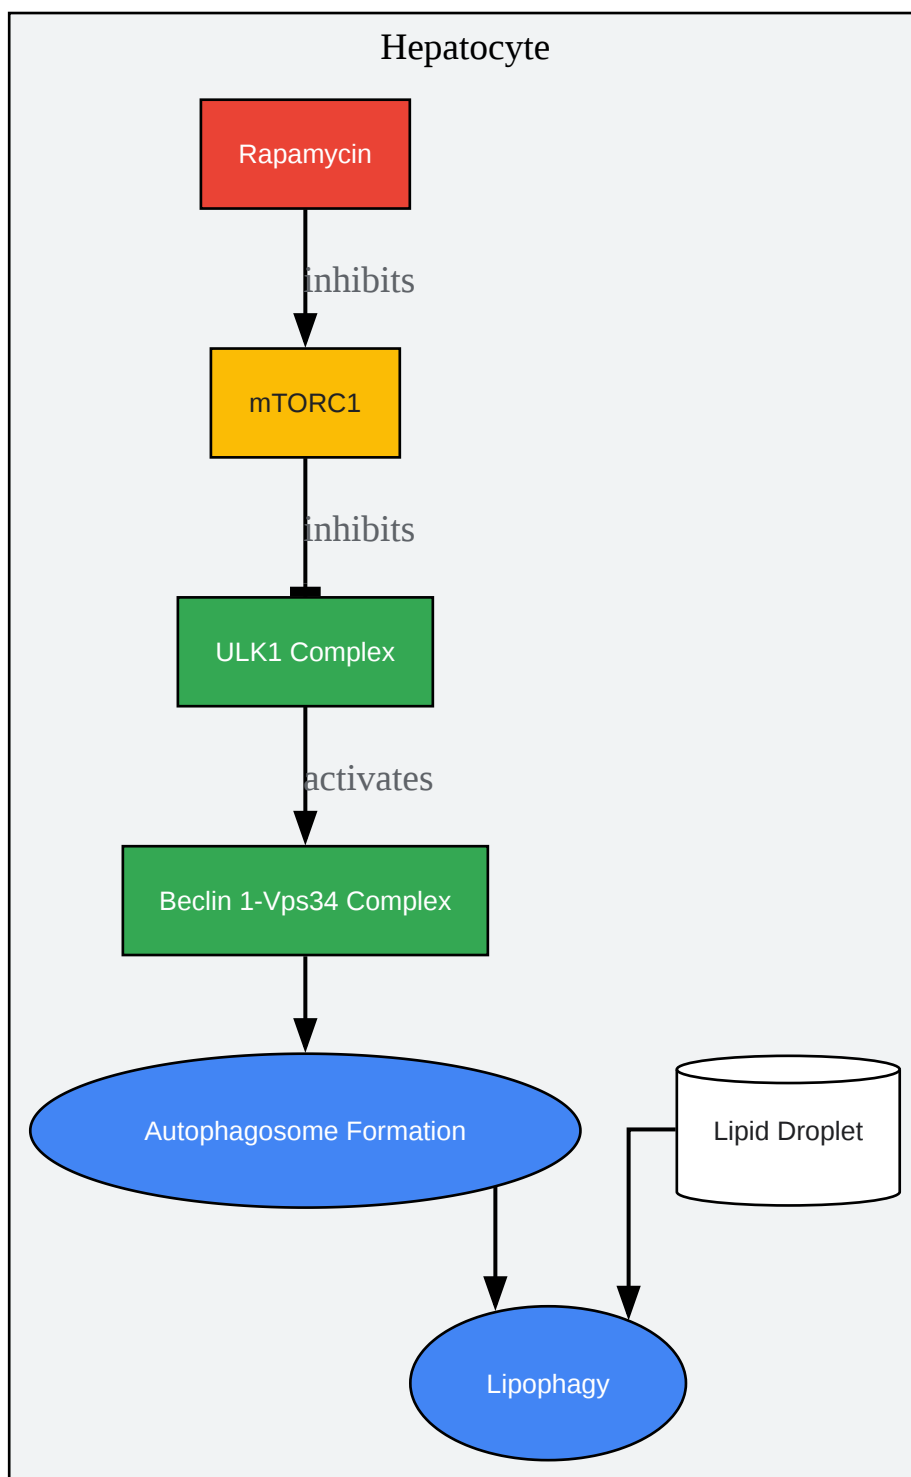 Hepatocyte
Rapamycin
inhibits
mTORC1
inhibits
ULK1 Complex
activates
Beclin 1-Vps34 Complex
Autophagosome Formation
Lipid Droplet
Lipophagy